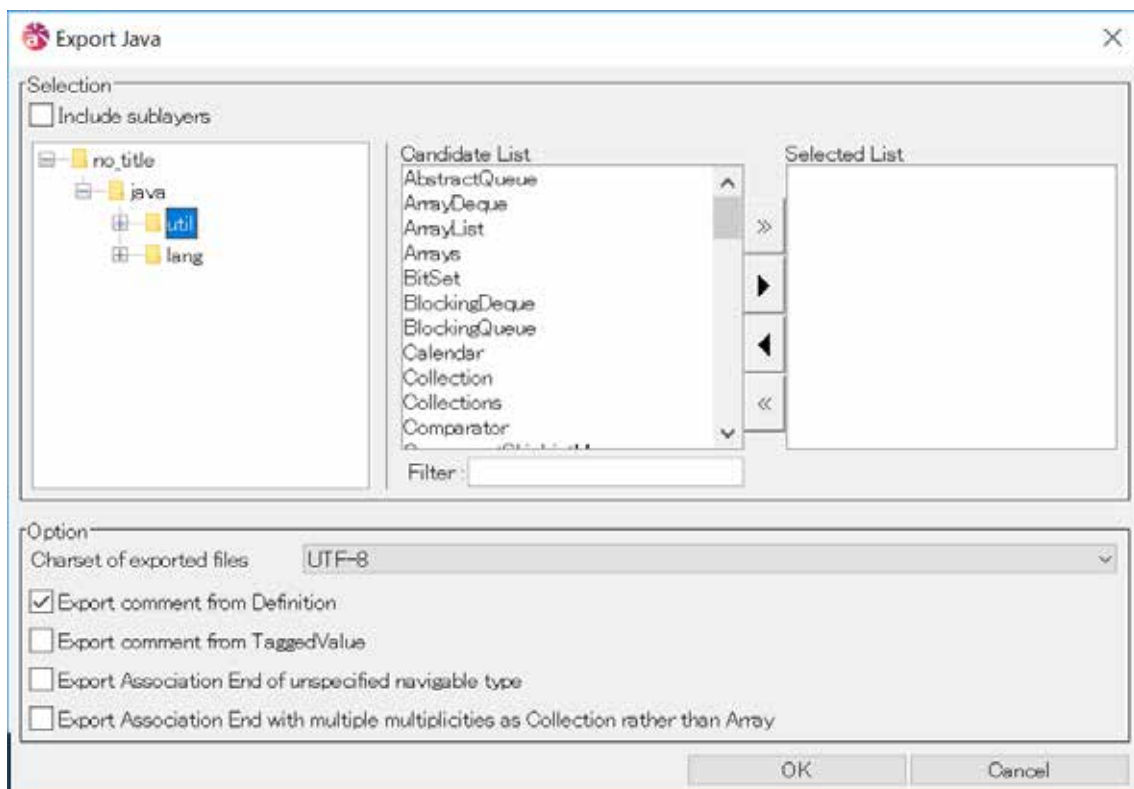 Export Java
Selection
Include sublayers
no_title
java
util
lang
Candidate List
AbstractQueue
ArrayDeque
ArrayList
Arrays
BitSet
BlockingDeque
BlockingQueue
Calendar
Collection
Collections
Comparator
Filter :
Selected List
Option
Charset of exported files UTF-8
Export comment from Definition
Export comment from TaggedValue
Export Association End of unspecified navigable type
Export Association End with multiple multiplicities as Collection rather than Array
OK Cancel